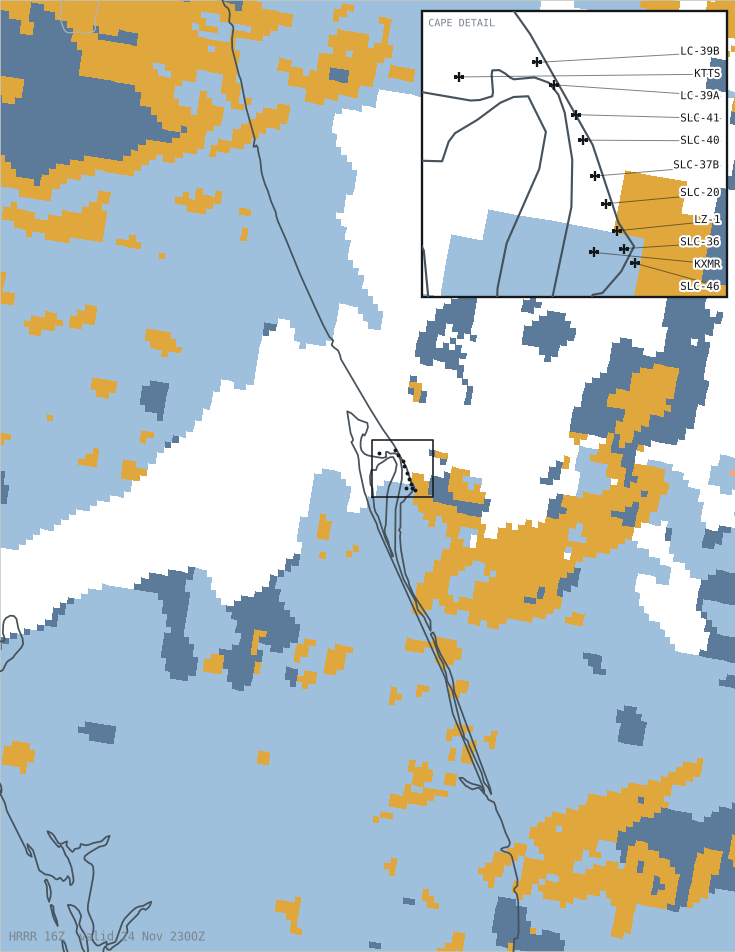 CAPE DETAIL
LC-39B
KTTS
LC-39A
SLC-41
SLC-40
SLC-37B
SLC-20
LZ-1
SLC-36
KXMR
SLC-46
HRRR 16Z valid 24 Nov 2300Z